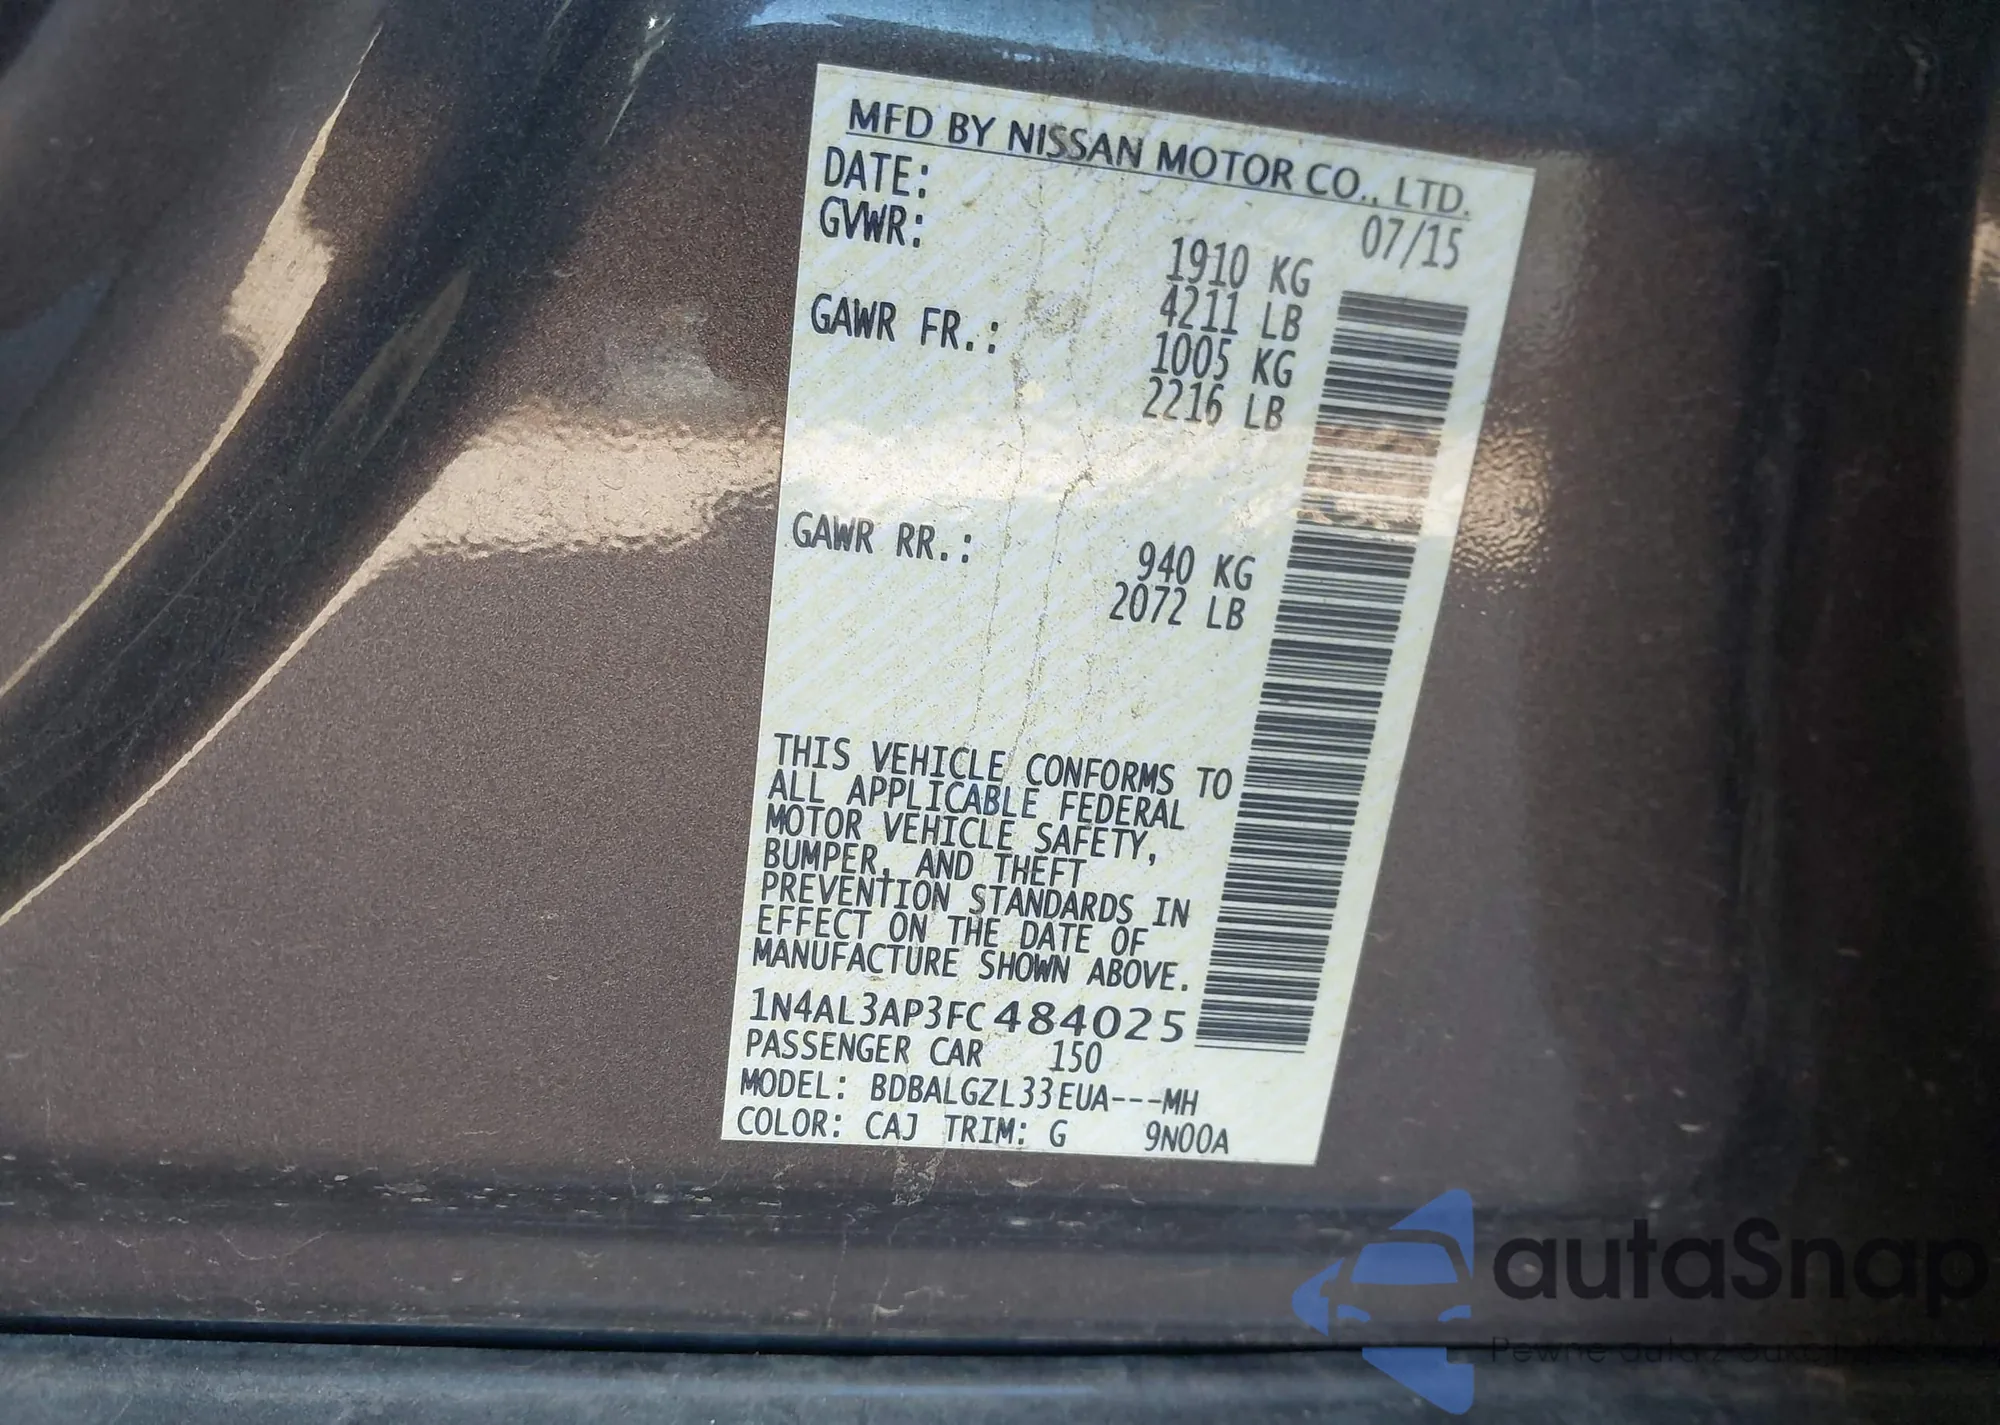 MFD BY NISSAN MOTOR CO., LTD.
DATE: 07/15
GVWR: 1910 KG
4211 LB
GAWR FR.: 1005 KG
2216 LB
GAWR RR.: 940 KG
2072 LB
THIS VEHICLE CONFORMS TO
ALL APPLICABLE FEDERAL
MOTOR VEHICLE SAFETY,
BUMPER, AND THEFT
PREVENTION STANDARDS IN
EFFECT ON THE DATE OF
MANUFACTURE SHOWN ABOVE.
1N4AL3AP3FC484025
PASSENGER CAR 150
MODEL: BDBALGZL33EUA---MH
COLOR: CAJ TRIM: G 9N00A
autaSnap
Pewne auta z